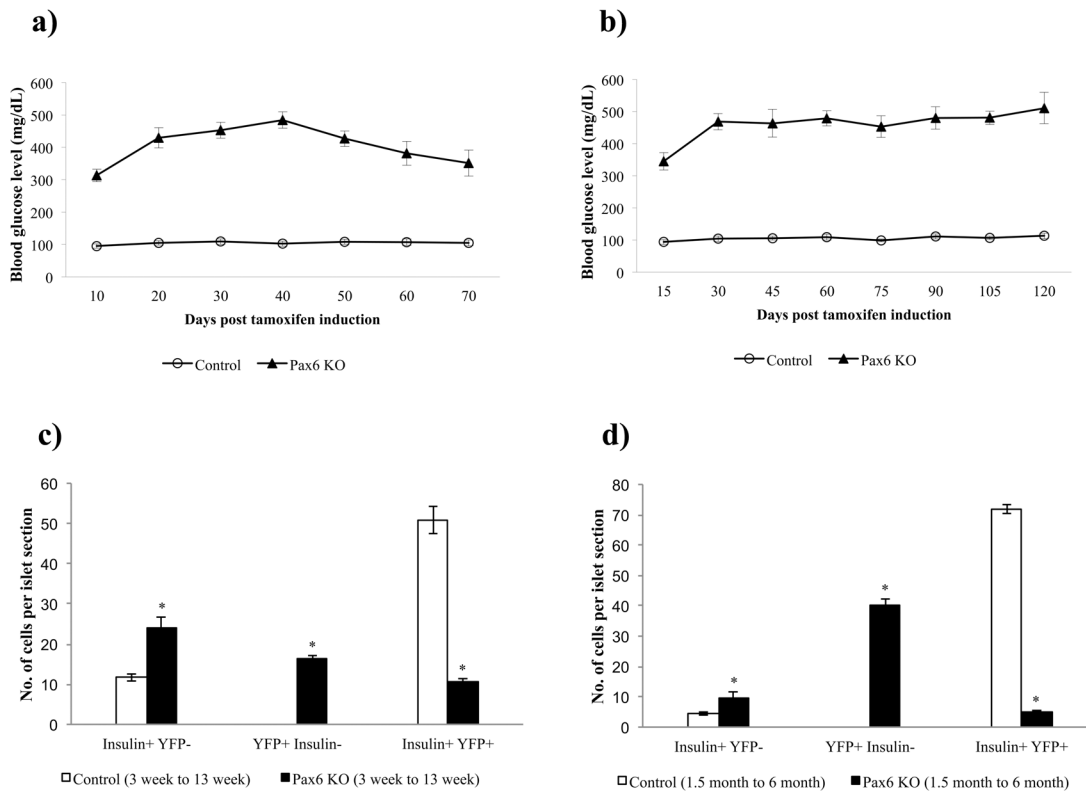 a)
Blood glucose level (mg/dL)
600
500
400
300
200
100
0
10 20 30 40 50 60 70
Days post tamoxifen induction
Control Pax6 KO
b)
Blood glucose level (mg/dL)
600
500
400
300
200
100
0
15 30 45 60 75 90 105 120
Days post tamoxifen induction
Control Pax6 KO
c)
No. of cells per islet section
60
50
40
30
20
10
0
* * *
Insulin+ YFP- YFP+ Insulin- Insulin+ YFP+
Control (3 week to 13 week) Pax6 KO (3 week to 13 week)
d)
No. of cells per islet section
80
70
60
50
40
30
20
10
0
* * *
Insulin+ YFP- YFP+ Insulin- Insulin+ YFP+
Control (1.5 month to 6 month) Pax6 KO (1.5 month to 6 month)